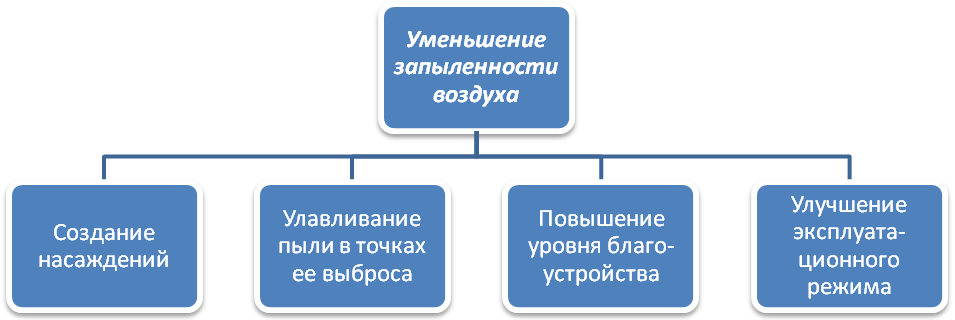 Уменьшение
запыленности
воздуха
Создание
насаждений
Улавливание
пыли в точках
ее выброса
Повышение
уровня благо-
устройства
Улучшение
эксплуата-
ционного
режима